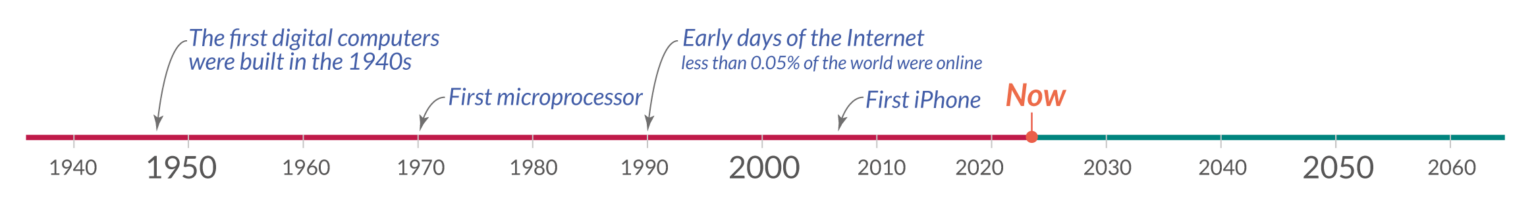 The first digital computers
were built in the 1940s
Early days of the Internet
less than 0.05% of the world were online
First microprocessor
First iPhone
Now
1940 1950 1960 1970 1980 1990 2000 2010 2020 2030 2040 2050 2060